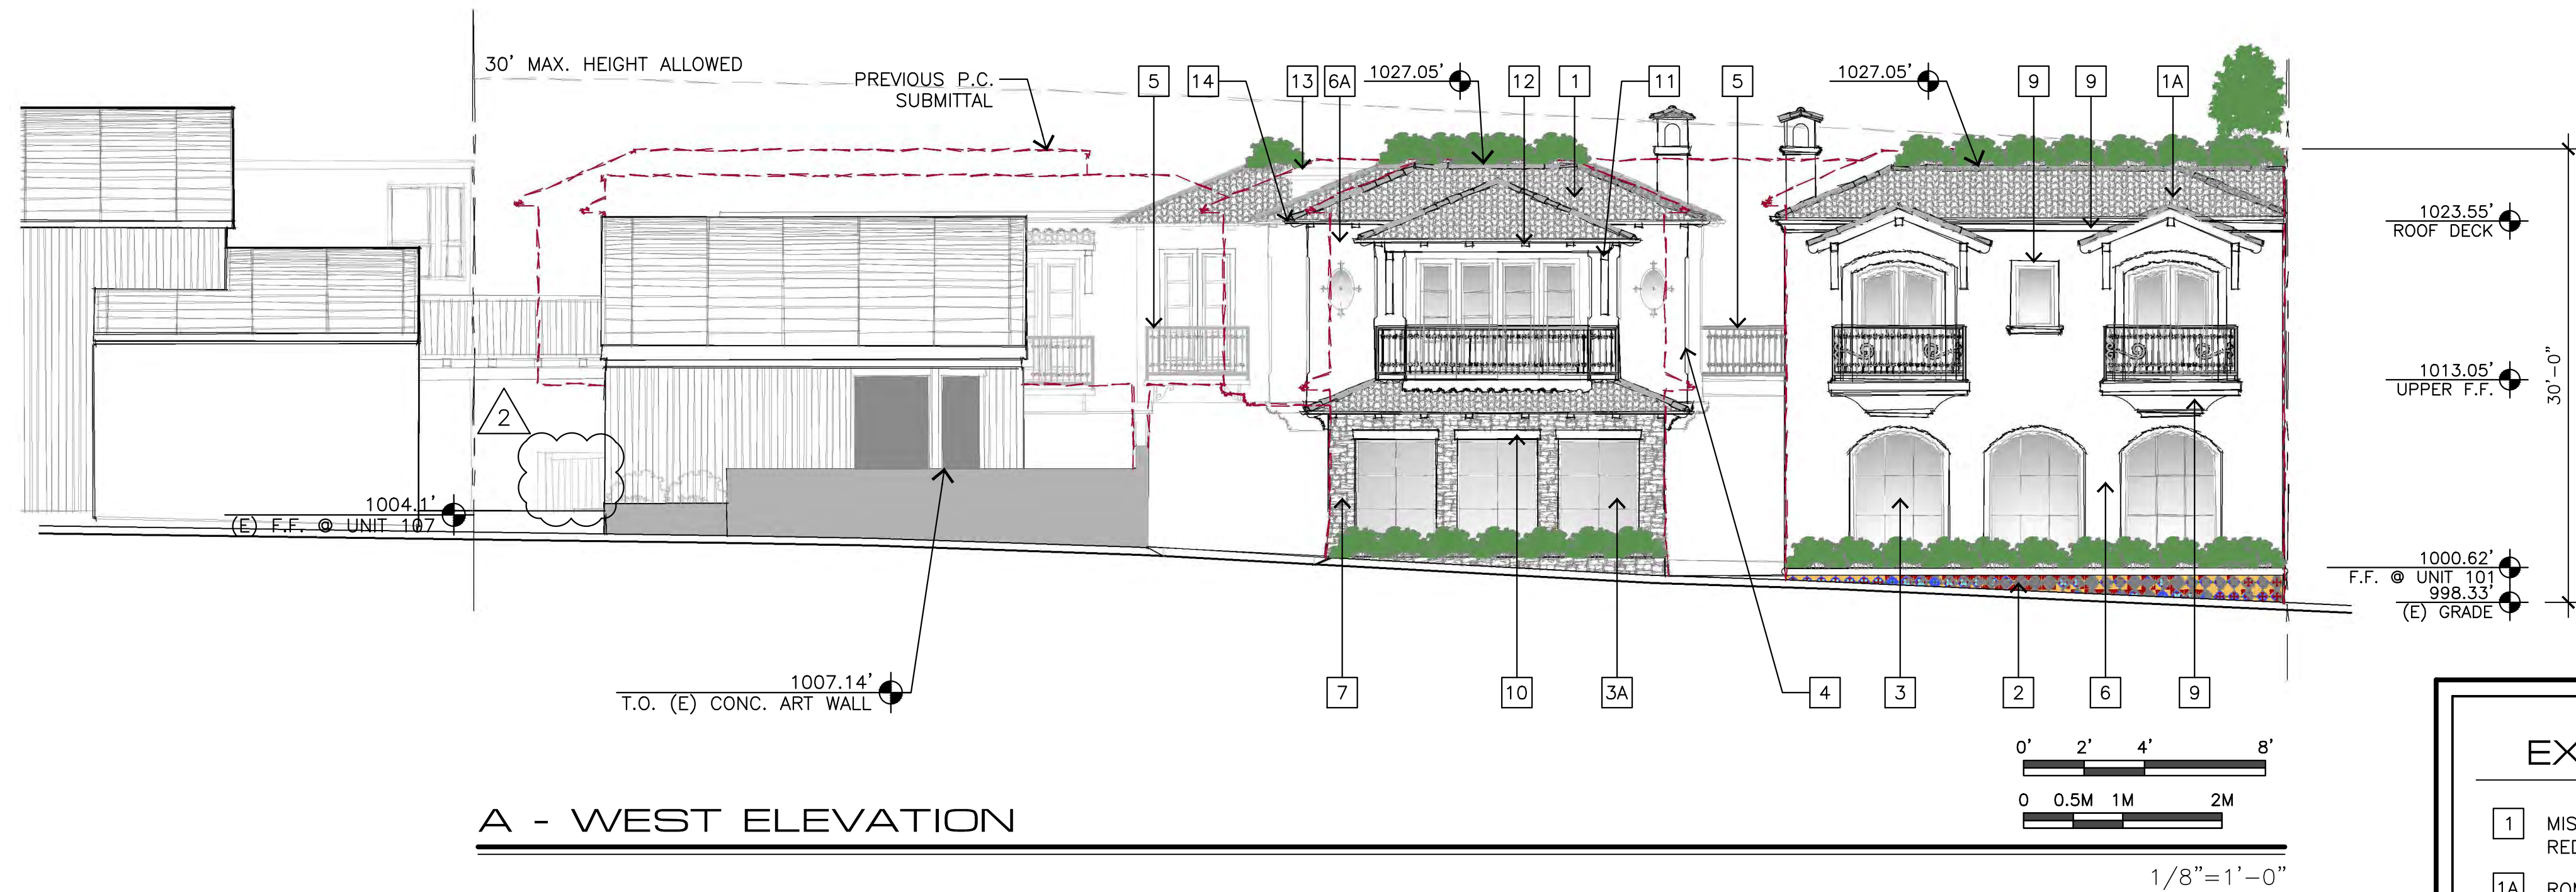 30' MAX. HEIGHT ALLOWED
PREVIOUS P.C.
SUBMITTAL
5
14
13
6A
1027.05'
12
1
11
5
1027.05'
9
9
1A
1023.55'
ROOF DECK
1013.05'
UPPER F.F.
30'-0"
2
1004.1'
(E) F.F. @ UNIT 107
1000.62'
F.F. @ UNIT 101
998.33'
(E) GRADE
1007.14'
T.O. (E) CONC. ART WALL
7
10
3A
4
3
2
6
9
0' 2' 4' 8'
0 0.5M 1M 2M
A - WEST ELEVATION
1/8"=1'-0"
EX
1 MIS
RED
1A